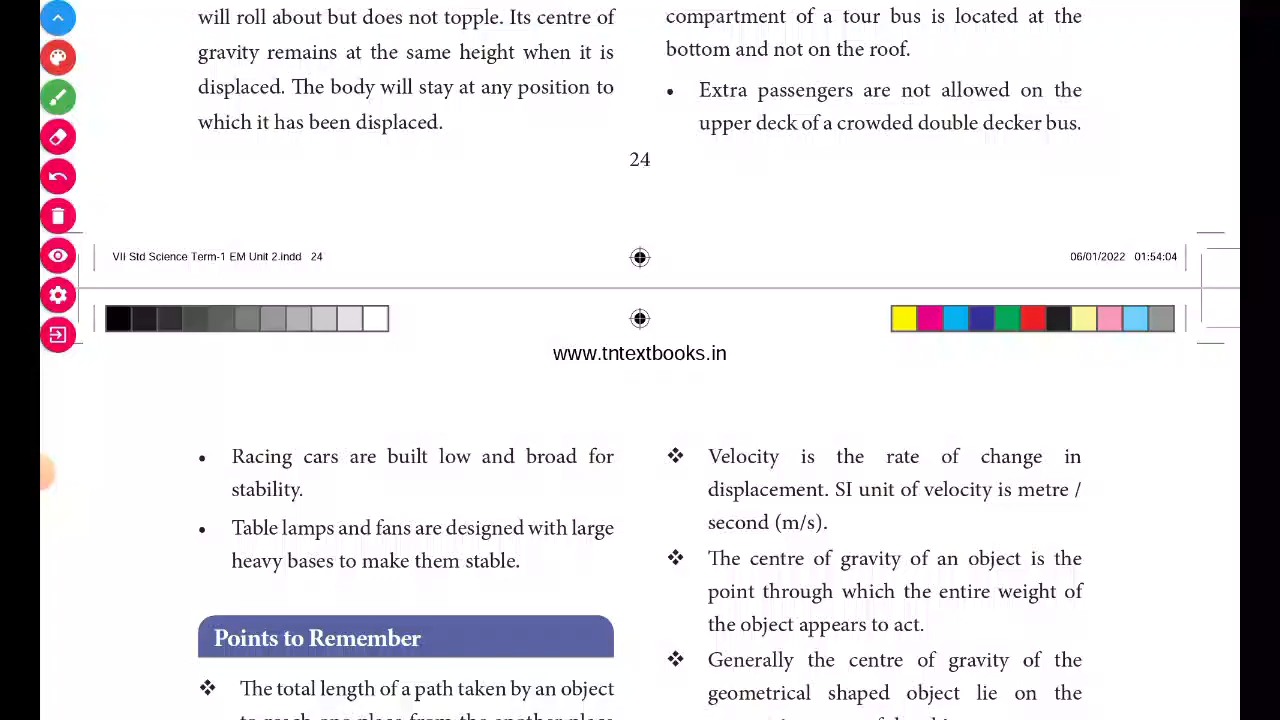 will roll about but does not topple. Its centre of
gravity remains at the same height when it is
displaced. The body will stay at any position to
which it has been displaced.
compartment of a tour bus is located at the
bottom and not on the roof.
• Extra passengers are not allowed on the
upper deck of a crowded double decker bus.
24
VII Std Science Term-1 EM Unit 2.indd 24
06/01/2022 01:54:04
www.tntextbooks.in
• Racing cars are built low and broad for
stability.
• Table lamps and fans are designed with large
heavy bases to make them stable.
Points to Remember
❖ The total length of a path taken by an object
to reach one place from the another place
❖ Velocity is the rate of change in
displacement. SI unit of velocity is metre /
second (m/s).
❖ The centre of gravity of an object is the
point through which the entire weight of
the object appears to act.
❖ Generally the centre of gravity of the
geometrical shaped object lie on the